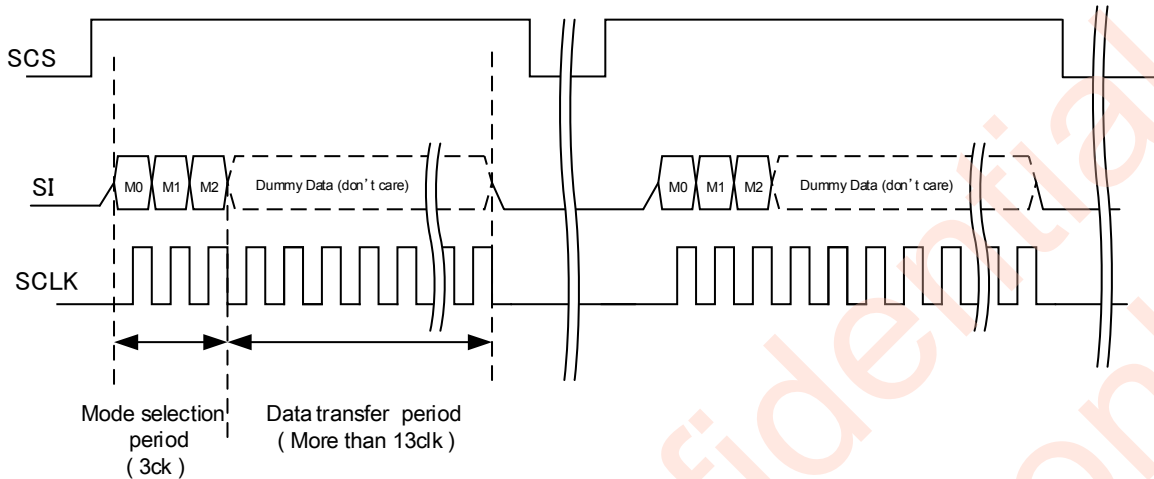 SCS
SI
M0 M1 M2 Dummy Data (don't care)
M0 M1 M2 Dummy Data (don't care)
SCLK
Mode selection
period
( 3ck )
Data transfer period
( More than 13clk )
fidential